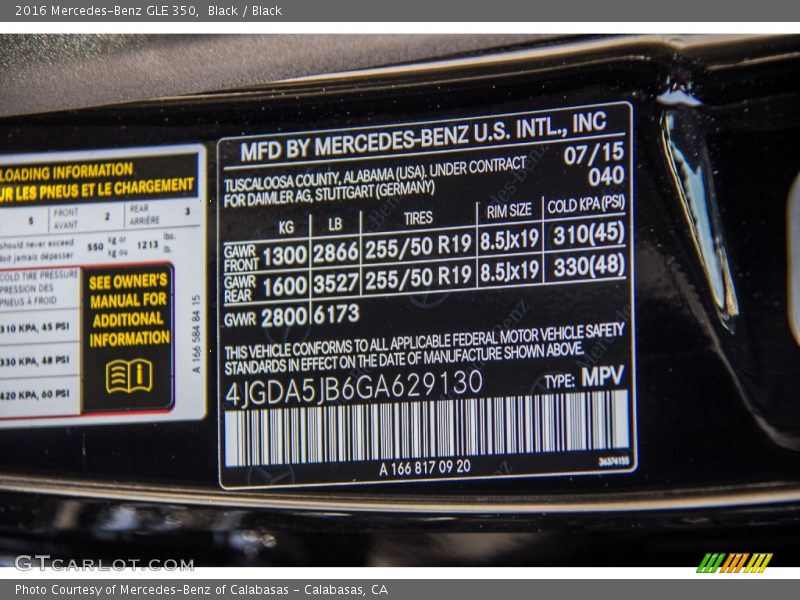 2016 Mercedes-Benz GLE 350, Black / Black
LOADING INFORMATION
UR LES PNEUS ET LE CHARGEMENT
5 FRONT AVANT 2 REAR ARRIÈRE 3
should never exceed
doit jamais dépasser
550 kg or kg ou 1213 lbs. lb.
COLD TIRE PRESSURE
PRESSION DES
PNEUS À FROID
310 KPA, 45 PSI
330 KPA, 48 PSI
420 KPA, 60 PSI
SEE OWNER'S
MANUAL FOR
ADDITIONAL
INFORMATION
A 166 584 84 15
MFD BY MERCEDES-BENZ U.S. INTL., INC
TUSCALOOSA COUNTY, ALABAMA (USA), UNDER CONTRACT
FOR DAIMLER AG, STUTTGART (GERMANY)
07/15
040
KG LB TIRES RIM SIZE COLD KPA (PSI)
GAWR FRONT 1300 2866 255/50 R19 8.5Jx19 310(45)
GAWR REAR 1600 3527 255/50 R19 8.5Jx19 330(48)
GVWR 2800 6173
THIS VEHICLE CONFORMS TO ALL APPLICABLE FEDERAL MOTOR VEHICLE SAFETY
STANDARDS IN EFFECT ON THE DATE OF MANUFACTURE SHOWN ABOVE.
4JGDA5JB6GA629130 TYPE: MPV
A 166 817 09 20
36374155
GTCARLOT.COM
Photo Courtesy of Mercedes-Benz of Calabasas - Calabasas, CA